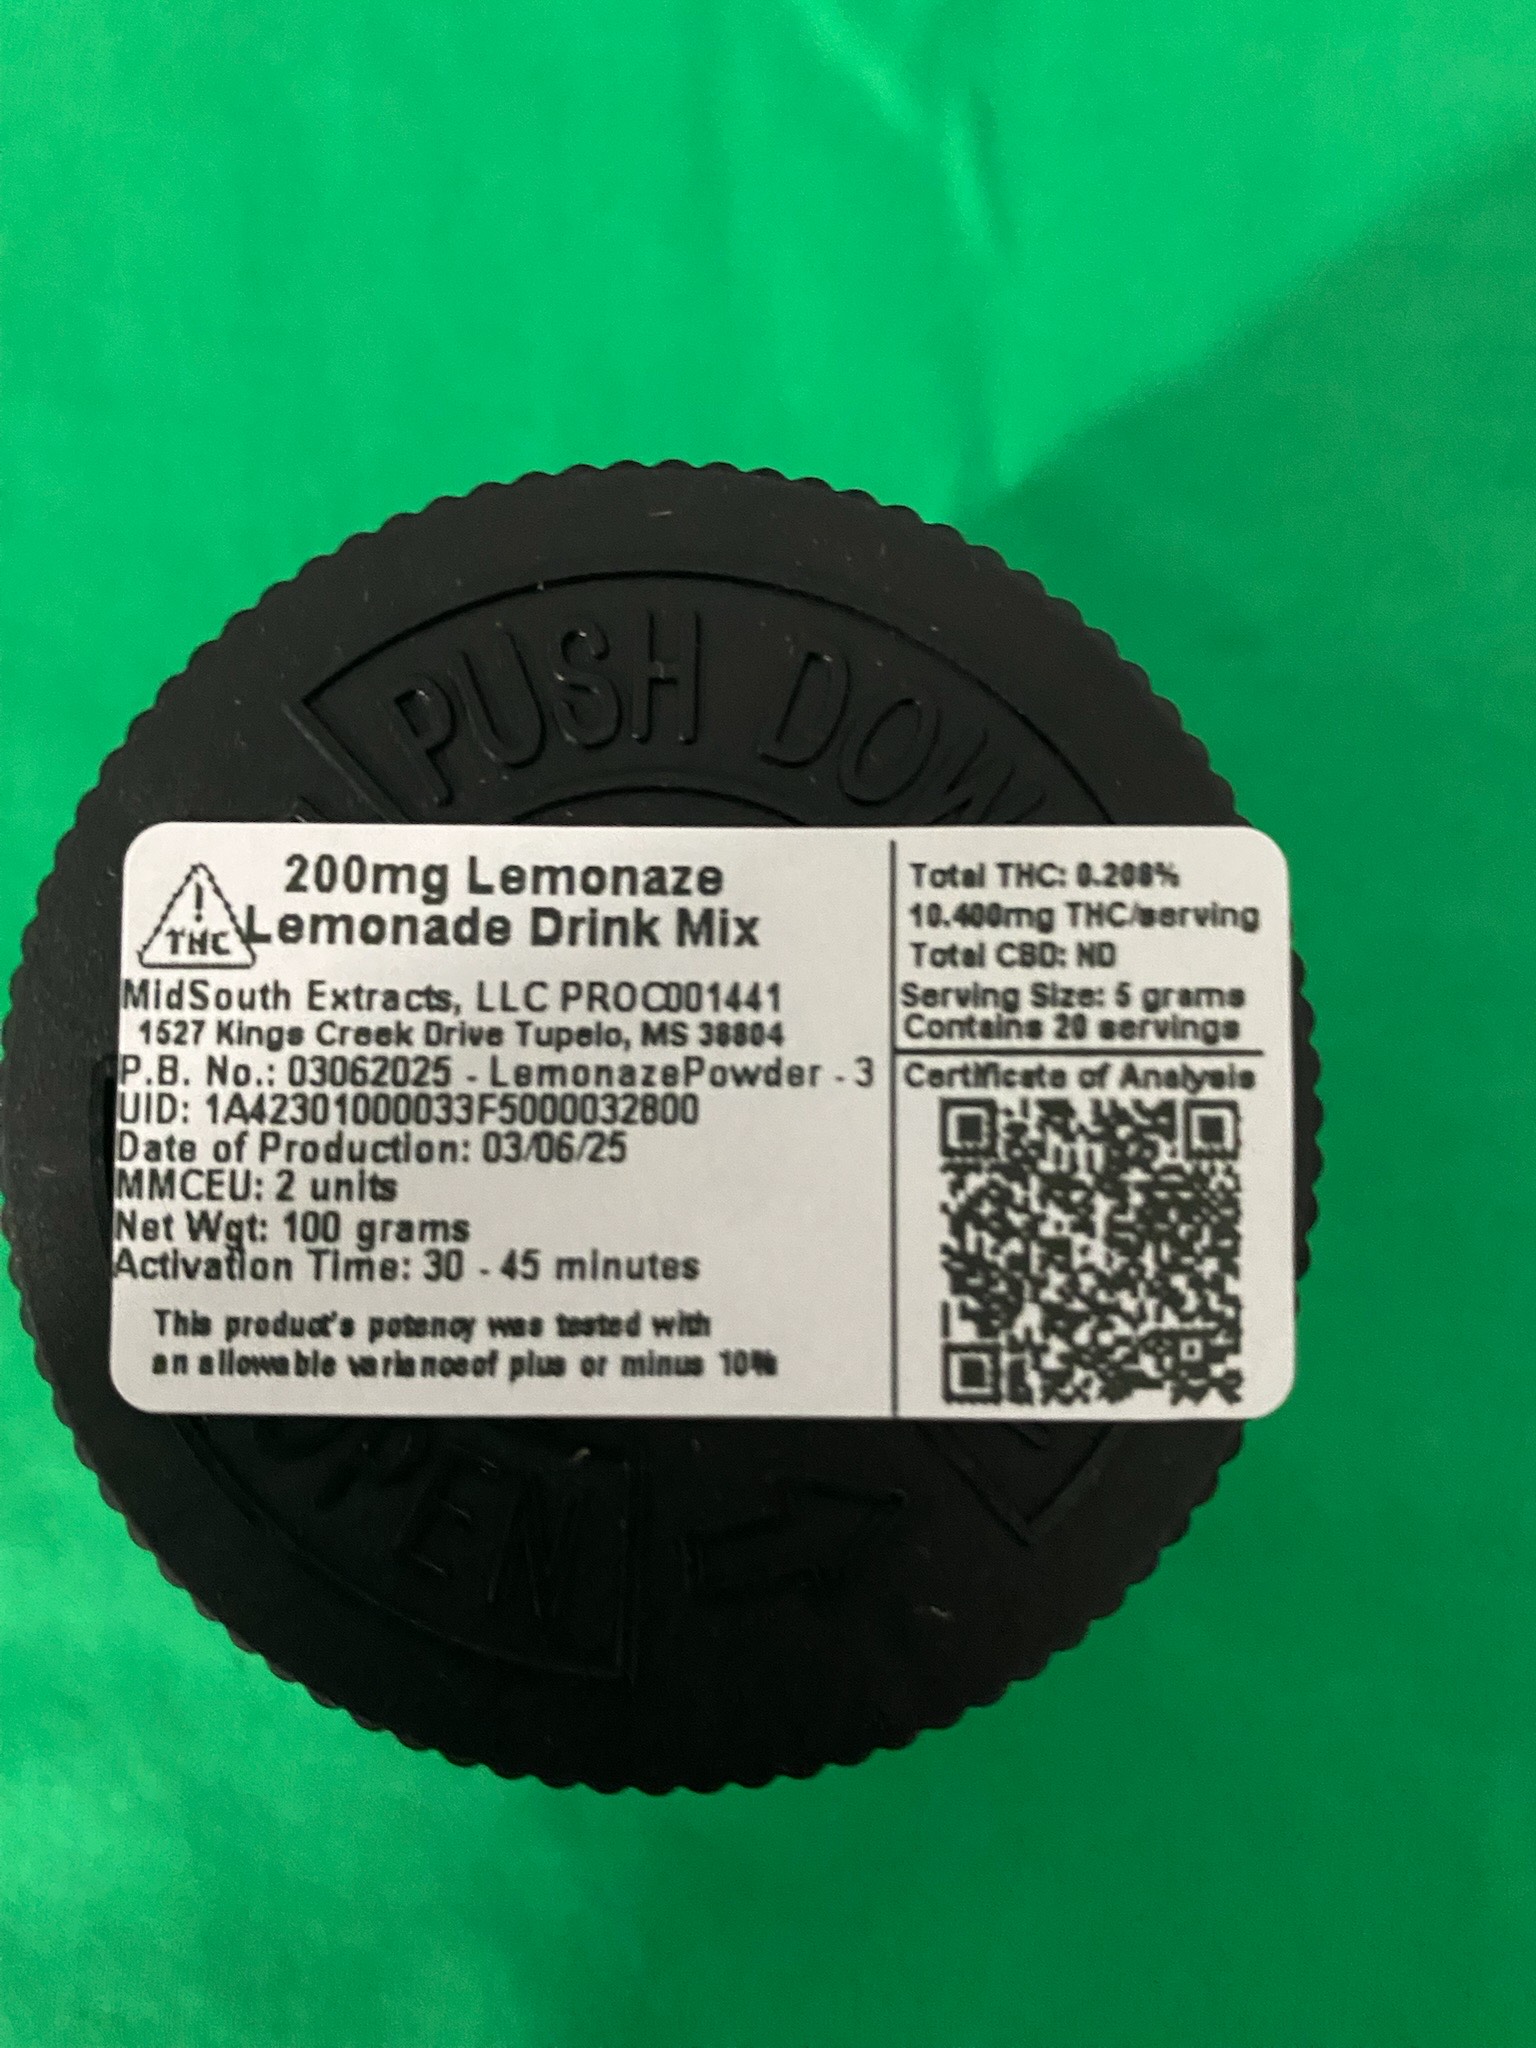 PUSH DOW
!
THC
200mg Lemonaze
Lemonade Drink Mix
MidSouth Extracts, LLC PROC001441
1527 Kings Creek Drive Tupelo, MS 38804
P.B. No.: 03062025 - LemonazePowder - 3
UID: 1A42301000033F5000032800
Date of Production: 03/06/25
MMCEU: 2 units
Net Wgt: 100 grams
Activation Time: 30 - 45 minutes
This product's potency was tested with
an allowable varianceof plus or minus 10%
Total THC: 0.208%
10.400mg THC/serving
Total CBD: ND
Serving Size: 5 grams
Contains 20 servings
Certificate of Analysis
OPEN